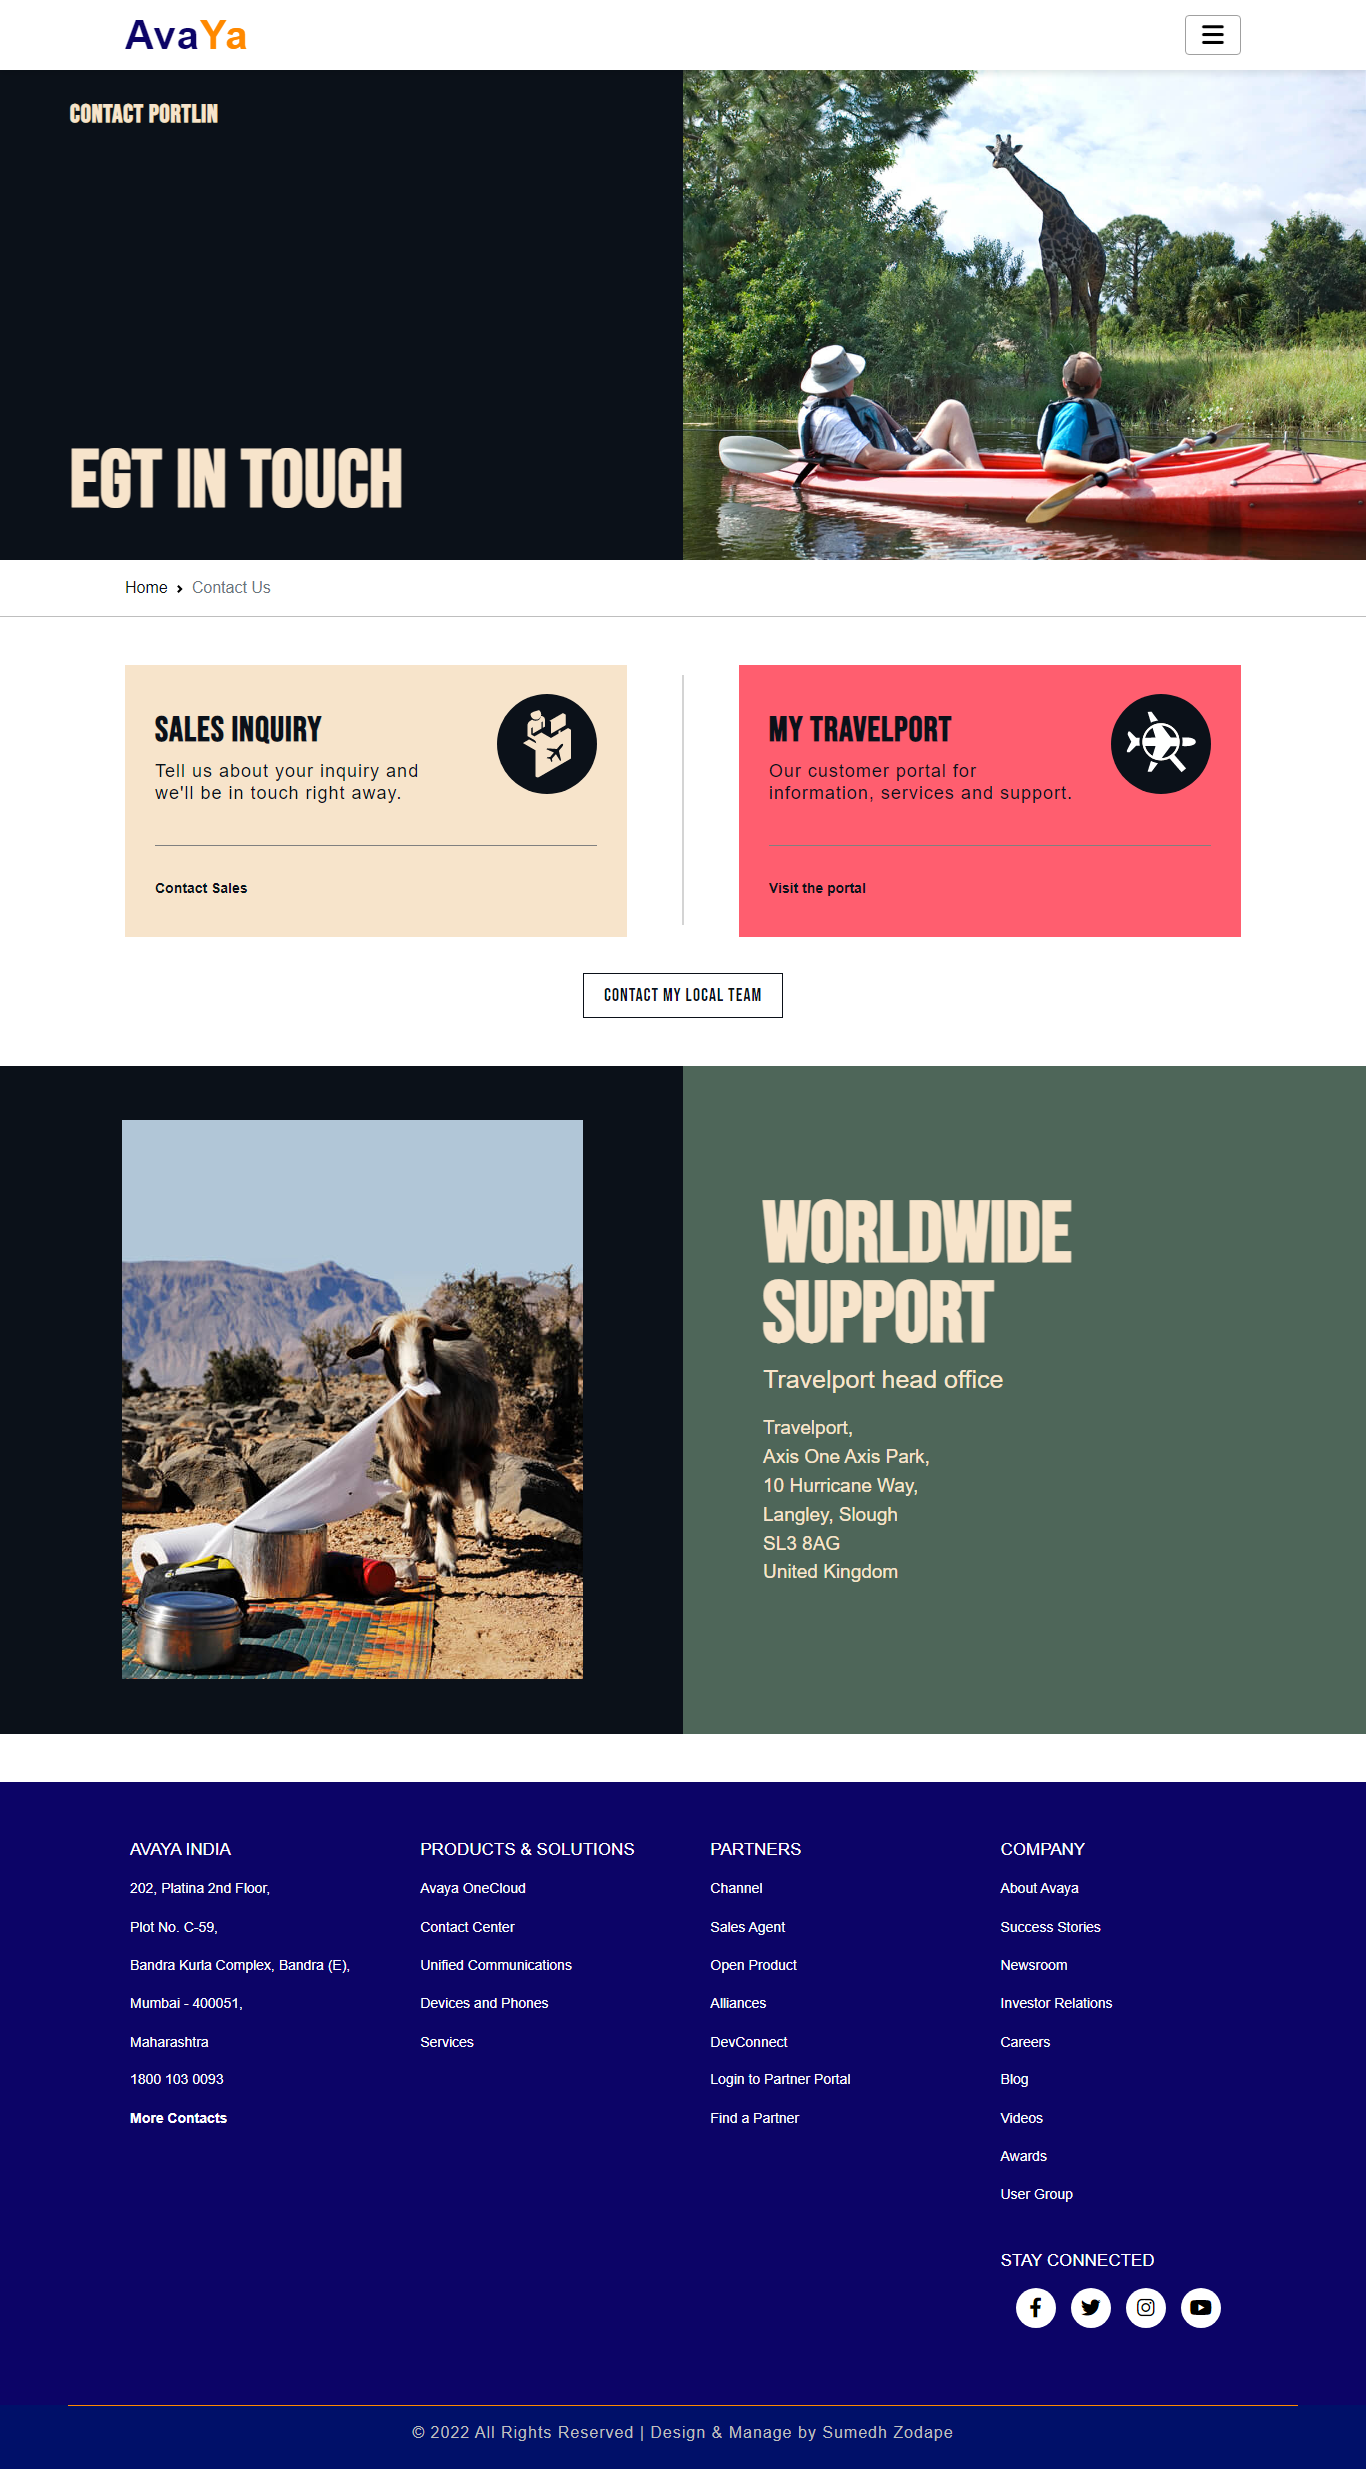 AvaYa
CONTACT PORTLIN
EGT IN TOUCH
Home › Contact Us
SALES INQUIRY
Tell us about your inquiry and
we'll be in touch right away.
Contact Sales
MY TRAVELPORT
Our customer portal for
information, services and support.
Visit the portal
CONTACT MY LOCAL TEAM
WORLDWIDE
SUPPORT
Travelport head office
Travelport,
Axis One Axis Park,
10 Hurricane Way,
Langley, Slough
SL3 8AG
United Kingdom
AVAYA INDIA
202, Platina 2nd Floor,
Plot No. C-59,
Bandra Kurla Complex, Bandra (E),
Mumbai - 400051,
Maharashtra
1800 103 0093
More Contacts
PRODUCTS & SOLUTIONS
Avaya OneCloud
Contact Center
Unified Communications
Devices and Phones
Services
PARTNERS
Channel
Sales Agent
Open Product
Alliances
DevConnect
Login to Partner Portal
Find a Partner
COMPANY
About Avaya
Success Stories
Newsroom
Investor Relations
Careers
Blog
Videos
Awards
User Group
STAY CONNECTED
© 2022 All Rights Reserved | Design & Manage by Sumedh Zodape